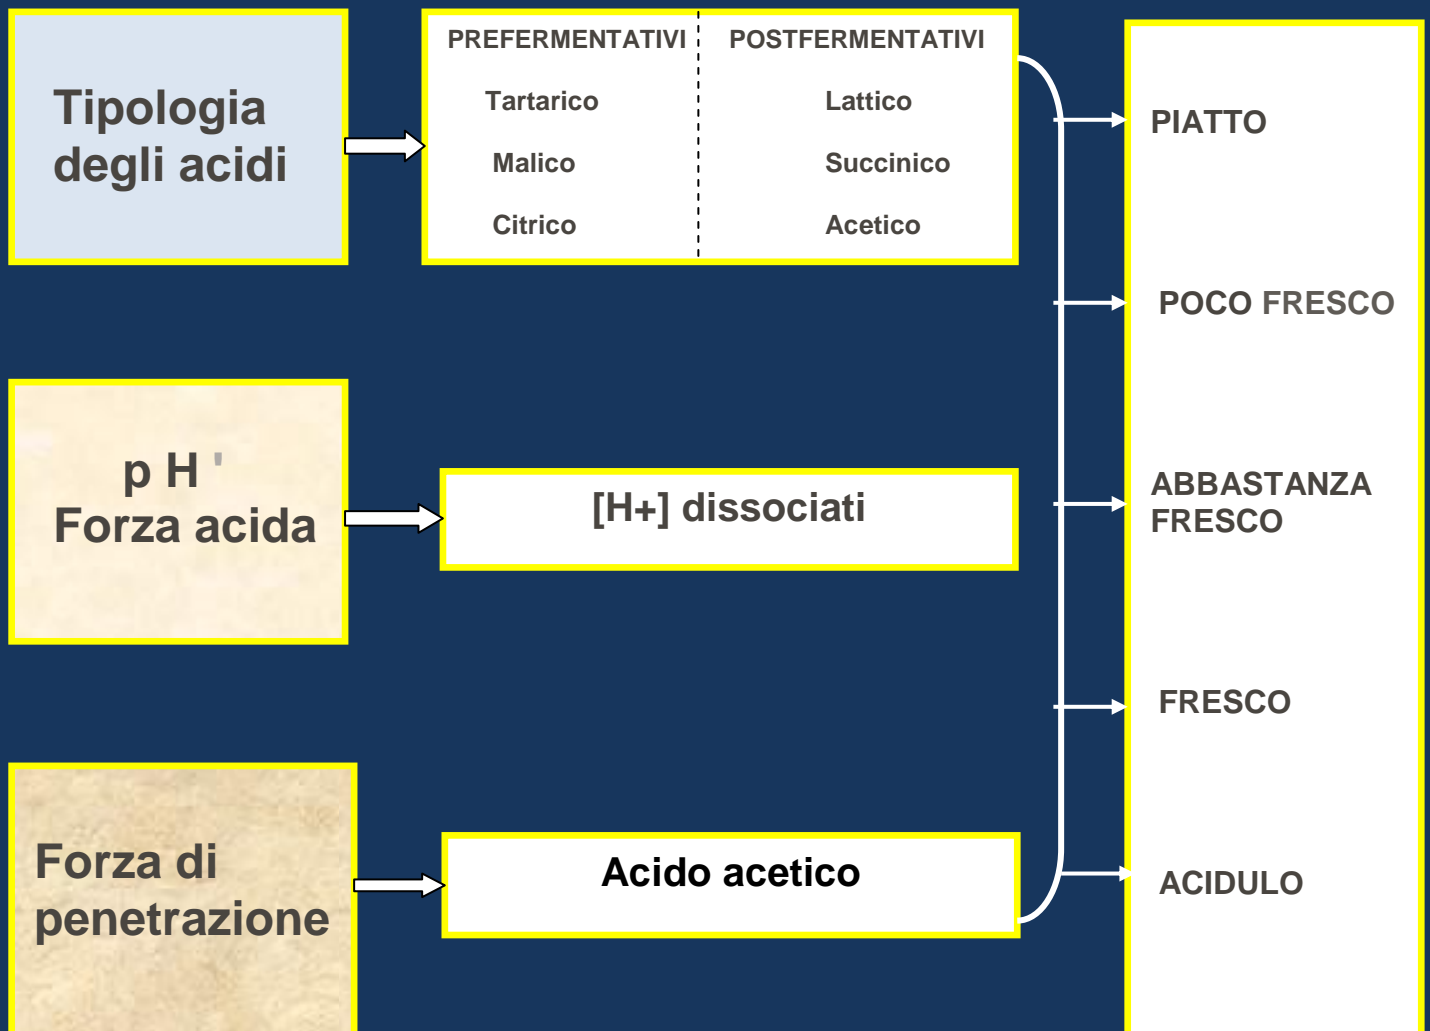 Tipologia
degli acidi
PREFERMENTATIVI
Tartarico
Malico
Citrico
POSTFERMENTATIVI
Lattico
Succinico
Acetico
p H '
Forza acida
[H+] dissociati
Forza di
penetrazione
Acido acetico
PIATTO
POCO FRESCO
ABBASTANZA
FRESCO
FRESCO
ACIDULO